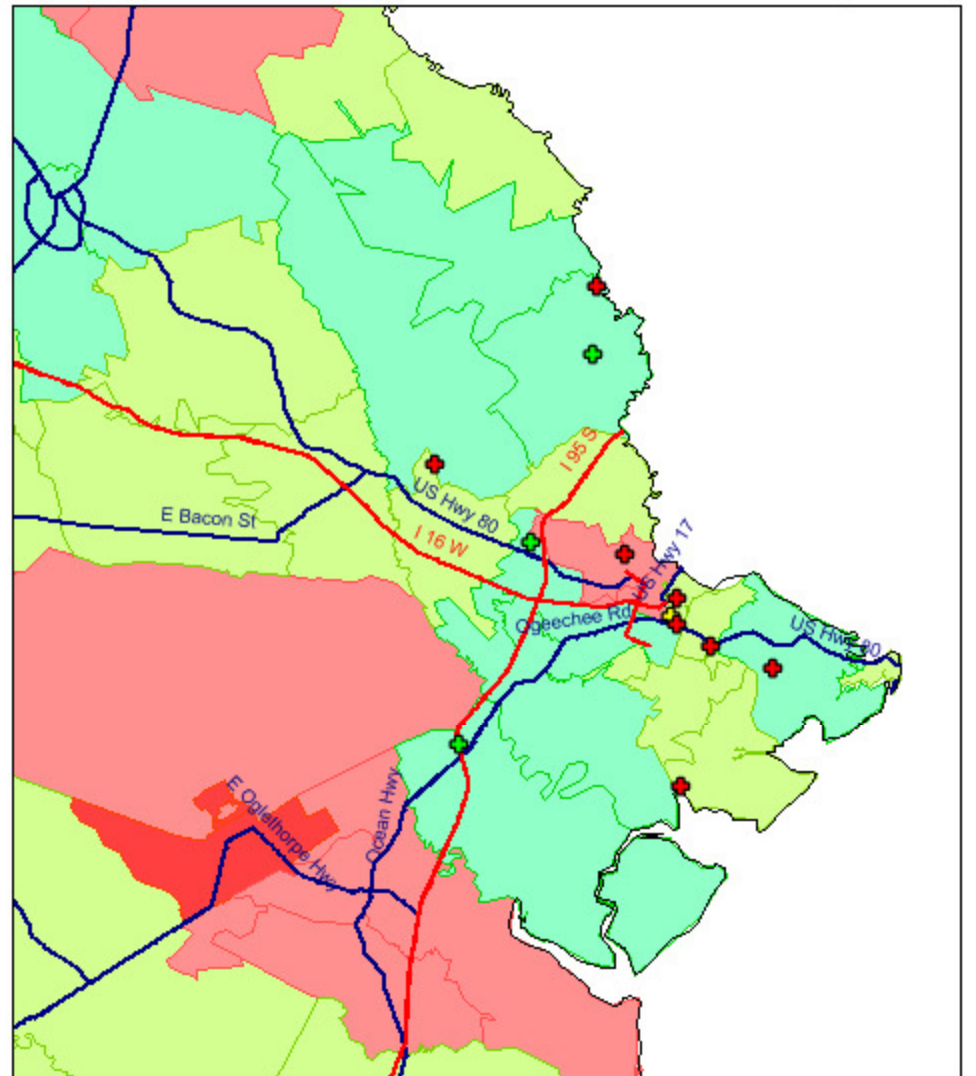 I 95 S
US Hwy 80
E Bacon St
I 16 W
US Hwy 17
Ogeechee Rd
US Hwy 80
E Oglethorpe Hwy
Ocean Hwy